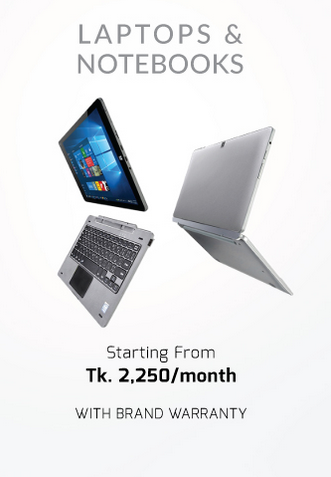 LAPTOPS &
NOTEBOOKS
Starting From
Tk. 2,250/month
WITH BRAND WARRANTY